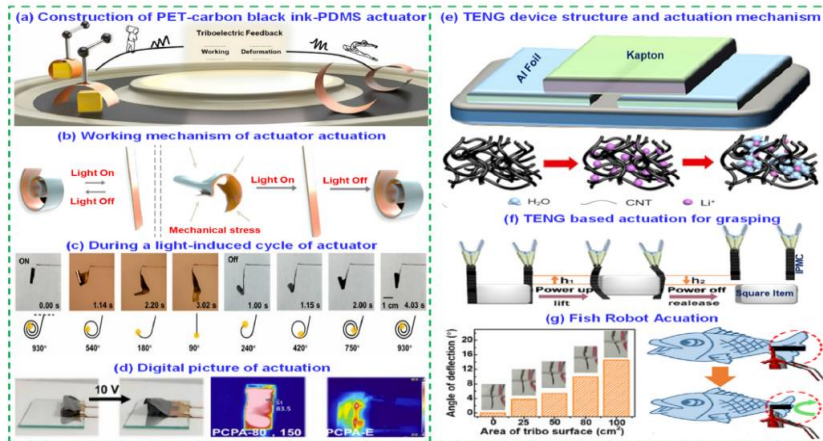 (a) Construction of PET-carbon black ink-PDMS actuator
Triboelectric Feedback
Working
Deformation
(b) Working mechanism of actuator actuation
Light On
Light Off
Light On
Light Off
Mechanical stress
(c) During a light-induced cycle of actuator
ON
Off
0.00 s
1.14 s
2.20 s
3.02 s
1.00 s
1.15 s
2.00 s
1 cm 4.03 s
930°
540°
180°
90°
240°
420°
750°
930°
(d) Digital picture of actuation
10 V
S1
83.5
PCPA-80 , 150
PCPA-E
(e) TENG device structure and actuation mechanism
Al Foil
Kapton
H₂O
CNT
Li⁺
(f) TENG based actuation for grasping
h₁
h₂
IPMC
Power up
lift
Power off
realease
Square Item
(g) Fish Robot Acuation
Angle of deflection (°)
20
16
12
8
4
0
0
25
50
80
100
Area of tribo surface (cm²)